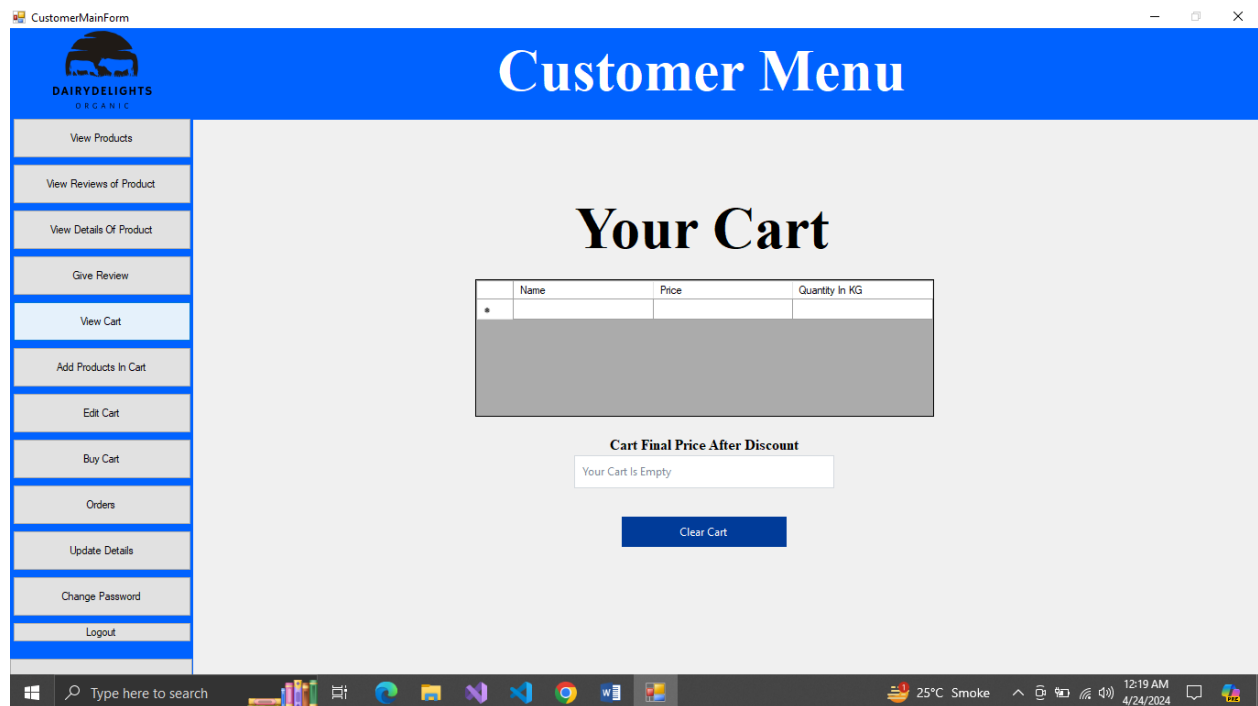 CustomerMainForm
DAIRYDELIGHTS
ORGANIC
Customer Menu
View Products
View Reviews of Product
View Details Of Product
Give Review
View Cart
Add Products In Cart
Edit Cart
Buy Cart
Orders
Update Details
Change Password
Logout
Your Cart
Name Price Quantity In KG
Cart Final Price After Discount
Your Cart Is Empty
Clear Cart
Type here to search
25°C Smoke
12:19 AM
4/24/2024